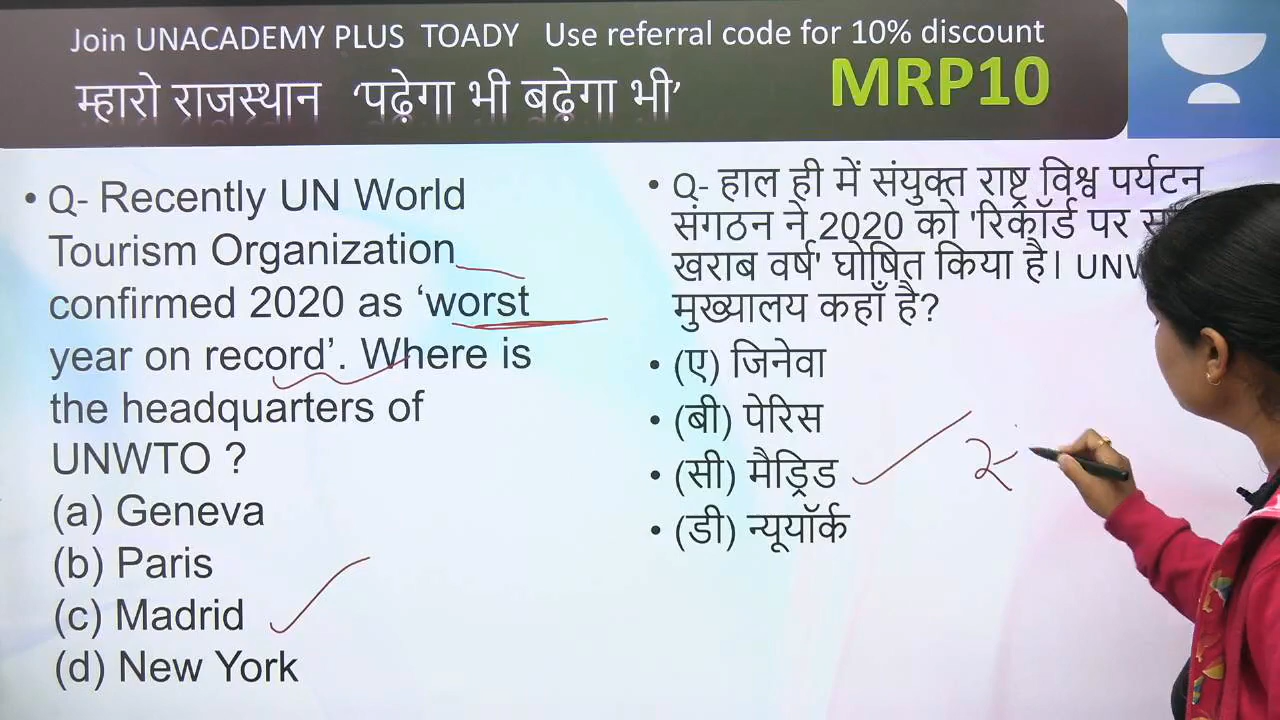 Join UNACADEMY PLUS TOADY Use referral code for 10% discount
म्हारो राजस्थान ‘पढ़ेगा भी बढ़ेगा भी’
MRP10
• Q- Recently UN World
Tourism Organization
confirmed 2020 as ‘worst
year on record’. Where is
the headquarters of
UNWTO ?
(a) Geneva
(b) Paris
(c) Madrid
(d) New York
• Q- हाल ही में संयुक्त राष्ट्र विश्व पर्यटन
संगठन ने 2020 को 'रिकॉर्ड पर
खराब वर्ष' घोषित किया है।
मुख्यालय कहाँ है?
• (ए) जिनेवा
• (बी) पेरिस
• (सी) मैड्रिड
• (डी) न्यूयॉर्क